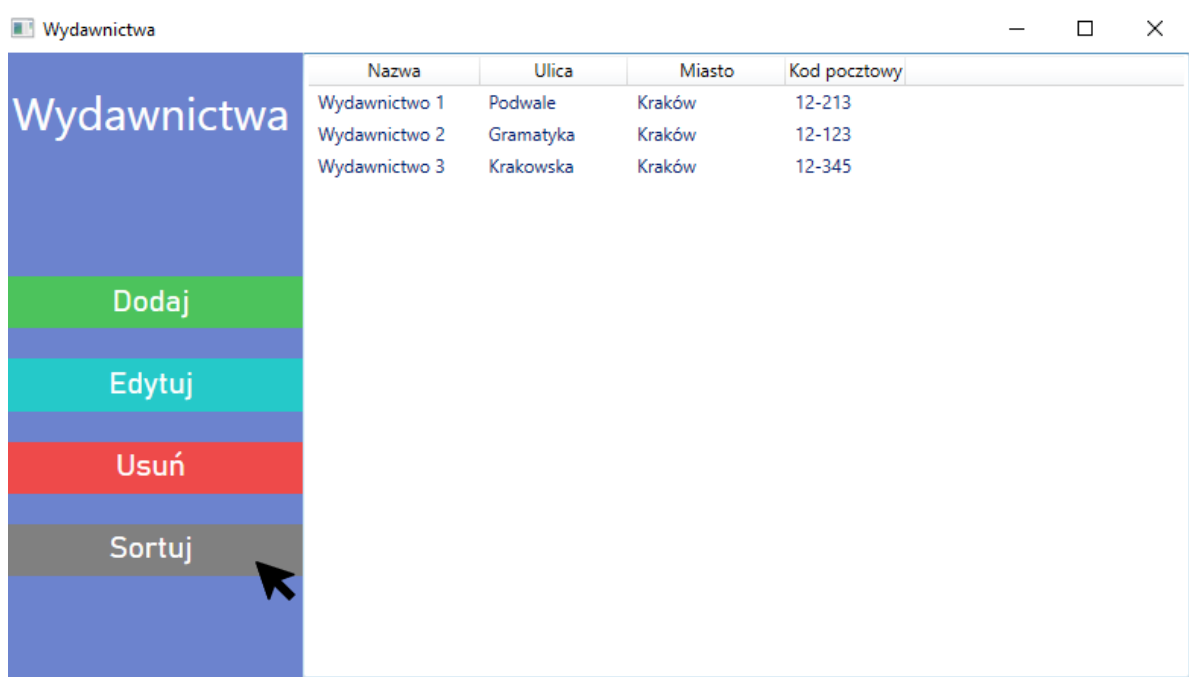 Wydawnictwa
Wydawnictwa
Dodaj
Edytuj
Usuń
Sortuj
Nazwa Ulica Miasto Kod pocztowy
Wydawnictwo 1 Podwale Kraków 12-213
Wydawnictwo 2 Gramatyka Kraków 12-123
Wydawnictwo 3 Krakowska Kraków 12-345